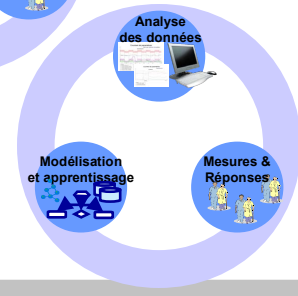 Analyse
des données
Modélisation
et apprentissage
Mesures &
Réponses